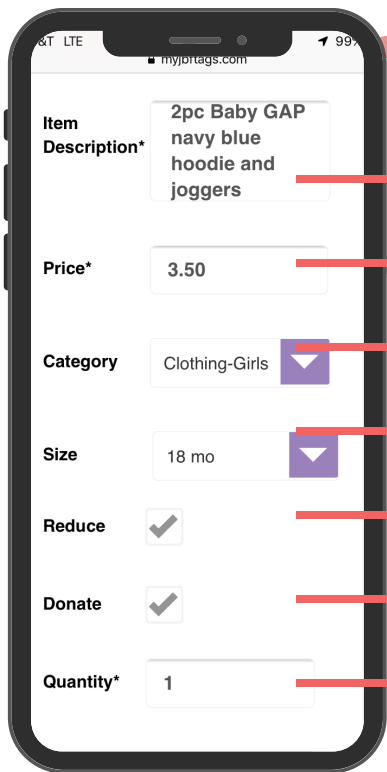 &T LTE 99%
myjbftags.com
Item
Description*
2pc Baby GAP
navy blue
hoodie and
joggers
Price*
3.50
Category
Clothing-Girls
Size
18 mo
Reduce
Donate
Quantity*
1